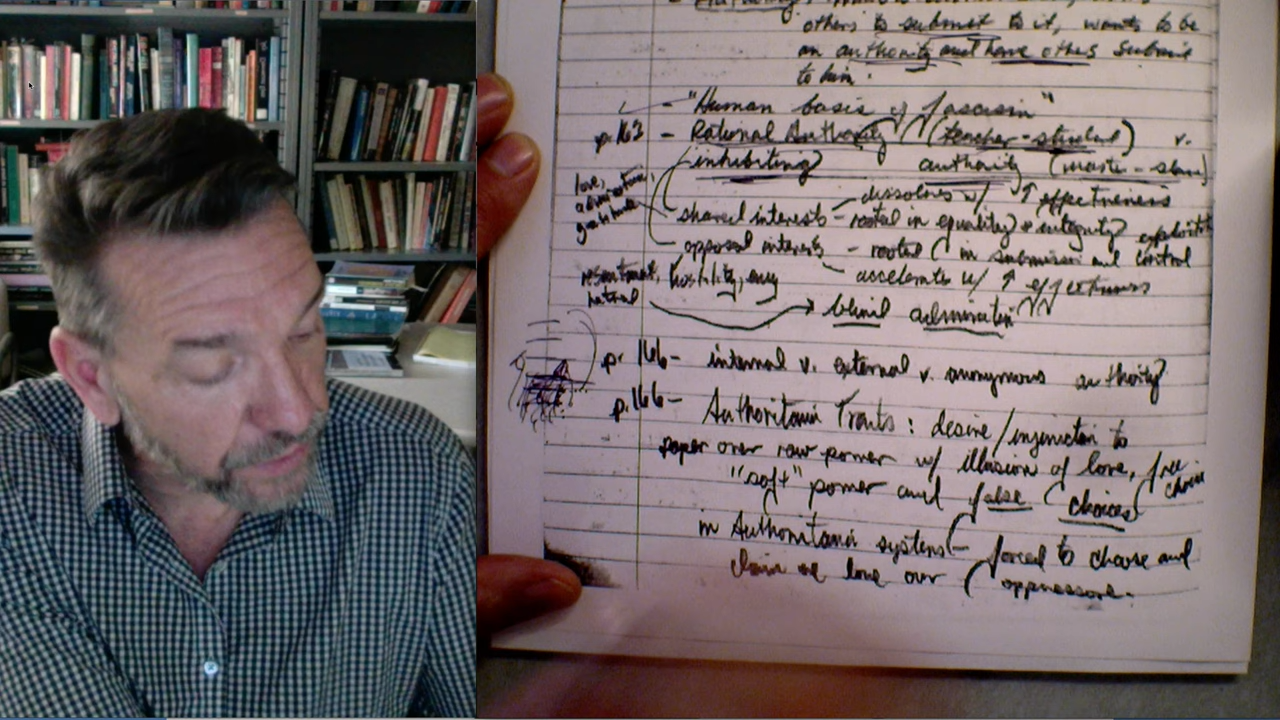 others to submit to it, wants to be
an authority and have others submit
to him.
- "Human basis of fascism"
p.163 - Rational Authority (teacher-student) v.
inhibiting authority (master-slave)
love,
admiration,
gratitude
- dissolves w/ ↑ effectiveness
shared interests - rooted in equality & integrity
opposed interests - rooted in submission and control
resentment, hostility, envy - accelerates w/ ↑ effectiveness
hatred → blind admiration
p. 166 - internal v. external v. anonymous authority
p.166 - Authoritarian Traits: desire/injunction to
paper over raw power w/ illusion of love, free choice
"soft" power and false choices
in Authoritarian systems - forced to choose and
claim we love our oppressors.